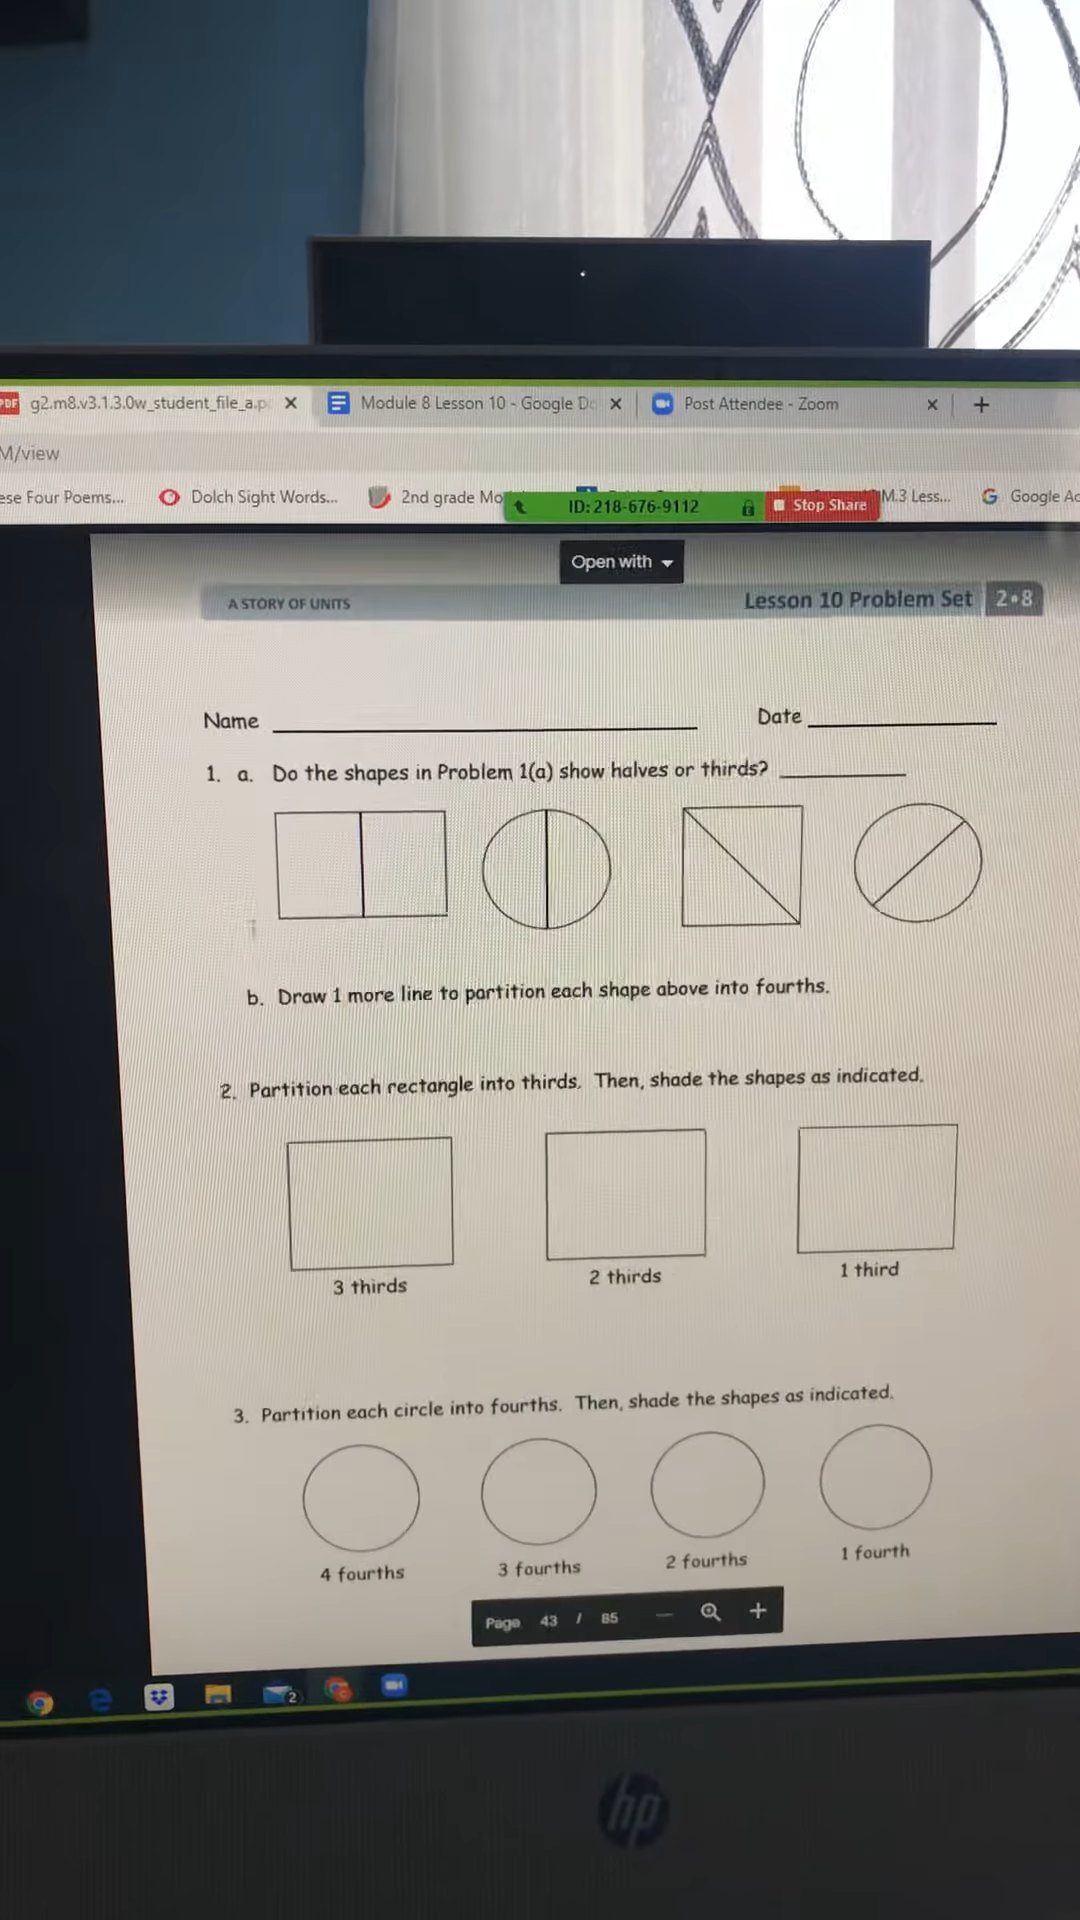 PDF g2.m8.v3.1.3.0w_student_file_a.p
Module 8 Lesson 10 - Google Do
Post Attendee - Zoom
M/view
ese Four Poems...
Dolch Sight Words...
2nd grade Mo
ID: 218-676-9112
Stop Share
M.3 Less...
Google Ac
Open with
A STORY OF UNITS
Lesson 10 Problem Set 2•8
Name
Date
1. a. Do the shapes in Problem 1(a) show halves or thirds?
b. Draw 1 more line to partition each shape above into fourths.
2. Partition each rectangle into thirds. Then, shade the shapes as indicated.
3 thirds
2 thirds
1 third
3. Partition each circle into fourths. Then, shade the shapes as indicated.
4 fourths
3 fourths
2 fourths
1 fourth
Page 43 / 85
2
hp